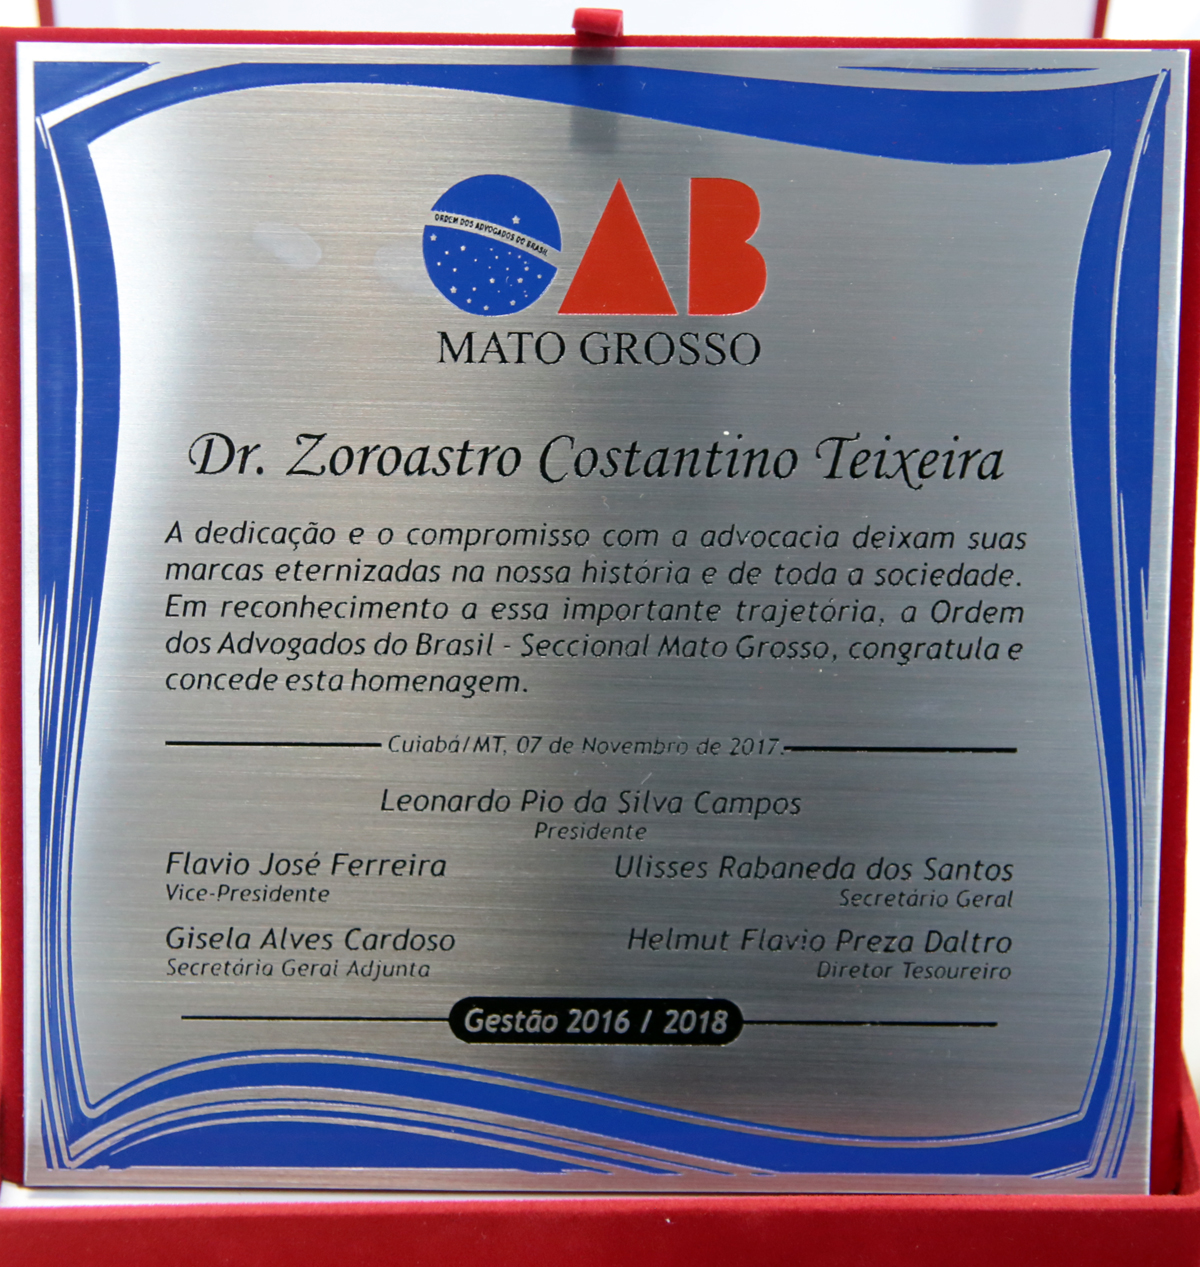 ORDEM DOS ADVOGADOS DO BRASIL
OAB
MATO GROSSO
Dr. Zoroastro Costantino Teixeira
A dedicação e o compromisso com a advocacia deixam suas
marcas eternizadas na nossa história e de toda a sociedade.
Em reconhecimento a essa importante trajetória, a Ordem
dos Advogados do Brasil - Seccional Mato Grosso, congratula e
concede esta homenagem.
Cuiabá/MT, 07 de Novembro de 2017.
Leonardo Pio da Silva Campos
Presidente
Flavio José Ferreira
Vice-Presidente
Ulisses Rabaneda dos Santos
Secretário Geral
Gisela Alves Cardoso
Secretária Geral Adjunta
Helmut Flavio Preza Daltro
Diretor Tesoureiro
Gestão 2016 / 2018